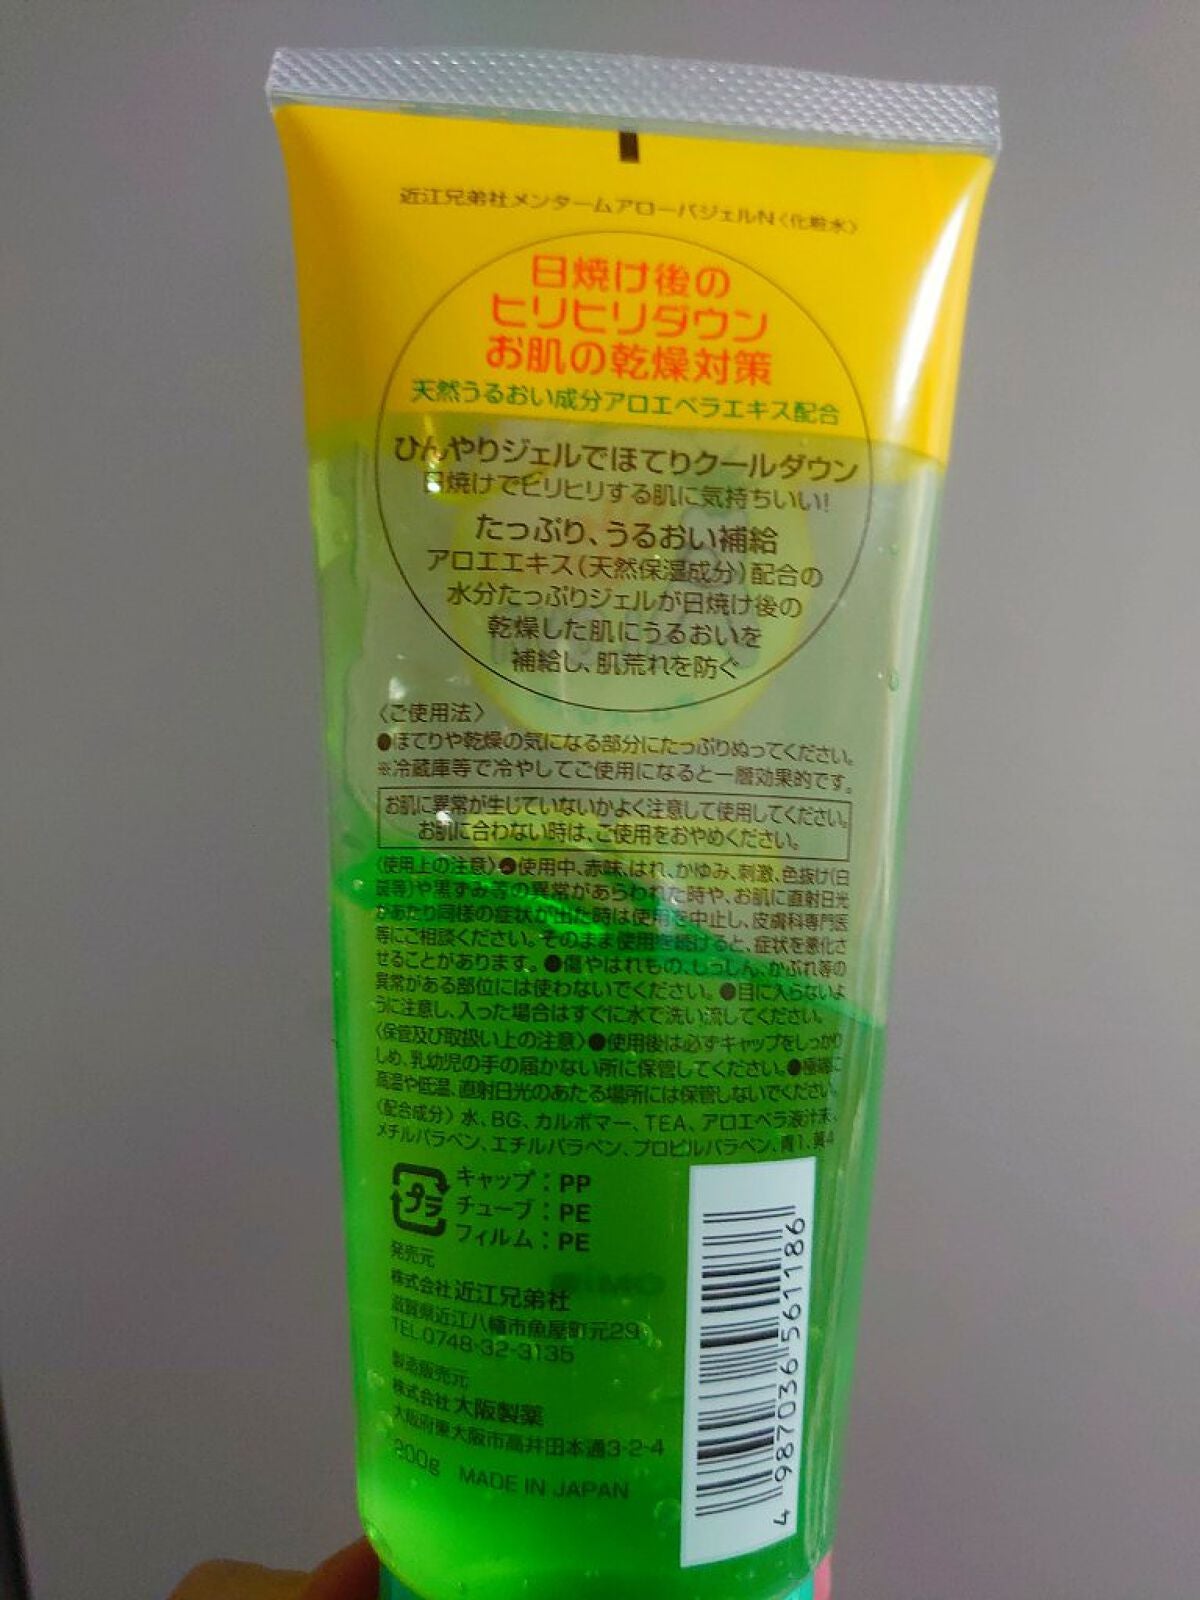 近江兄弟社メンタームアローバジェルN〈化粧水〉
日焼け後の
ヒリヒリダウン
お肌の乾燥対策
天然うるおい成分アロエベラエキス配合
ひんやりジェルでほてりクールダウン
日焼けでヒリヒリする肌に気持ちいい!
たっぷり、うるおい補給
アロエエキス(天然保湿成分)配合の
水分たっぷりジェルが日焼け後の
乾燥した肌にうるおいを
補給し、肌荒れを防ぐ
〈ご使用法〉
●ほてりや乾燥の気になる部分にたっぷりぬってください。
※冷蔵庫等で冷やしてご使用になると一層効果的です。
お肌に異常が生じていないかよく注意して使用してください。
お肌に合わない時は、ご使用をおやめください。
〈使用上の注意〉●使用中、赤味、はれ、かゆみ、刺激、色抜け(白
斑等)や黒ずみ等の異常があらわれた時や、お肌に直射日光
があたり同様の症状が出た時は使用を中止し、皮膚科専門医
等にご相談ください。そのまま使用を続けると、症状を悪化さ
せることがあります。●傷やはれもの、しっしん、かぶれ等の
異常がある部位には使わないでください。●目に入らないよ
うに注意し、入った場合はすぐに水で洗い流してください。
〈保管及び取扱い上の注意〉●使用後は必ずキャップをしっかり
しめ、乳幼児の手の届かない所に保管してください。●極端に
高温や低温、直射日光のあたる場所には保管しないでください。
〈配合成分〉水、BG、カルボマー、TEA、アロエベラ液汁末、
メチルパラベン、エチルパラベン、プロピルパラベン、青1、黄4
プラ
キャップ：PP
チューブ：PE
フィルム：PE
発売元
株式会社近江兄弟社
滋賀県近江八幡市魚屋町元29
TEL.0748-32-3135
製造販売元
株式会社大阪製薬
大阪府東大阪市高井田本通3-2-4
200g MADE IN JAPAN
4 987036 561186